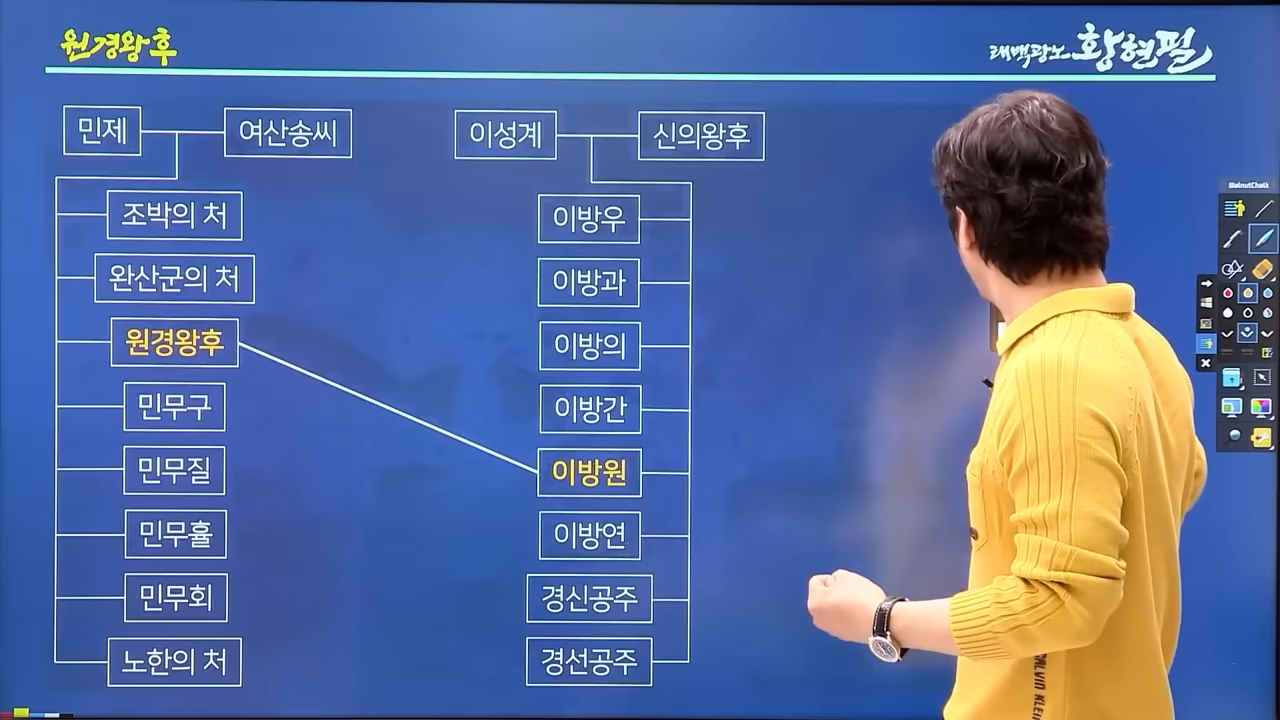 원경왕후
태백광노 황현필
민제
여산송씨
이성계
신의왕후
조박의 처
이방우
완산군의 처
이방과
원경왕후
이방의
민무구
이방간
민무질
이방원
민무휼
이방연
민무회
경신공주
노한의 처
경선공주
WalnutChalk
CALVIN KLEIN